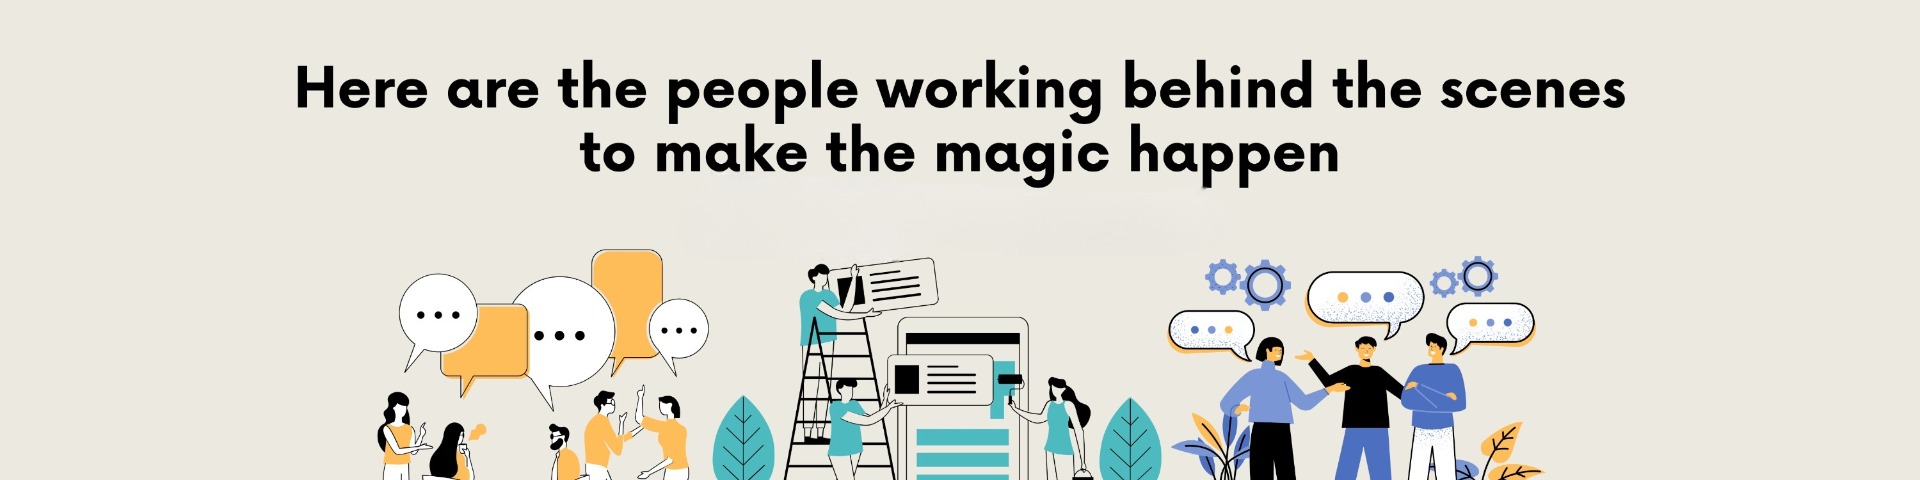 Here are the people working behind the scenes
to make the magic happen